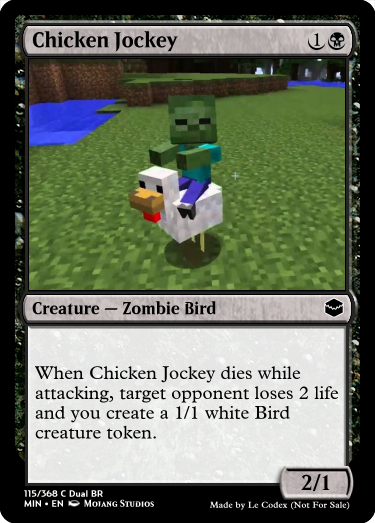 Chicken Jockey 1
Creature — Zombie Bird
When Chicken Jockey dies while
attacking, target opponent loses 2 life
and you create a 1/1 white Bird
creature token.
2/1
115/368 C Dual BR
MIN • EN Mojang Studios
Made by Le Codex (Not For Sale)